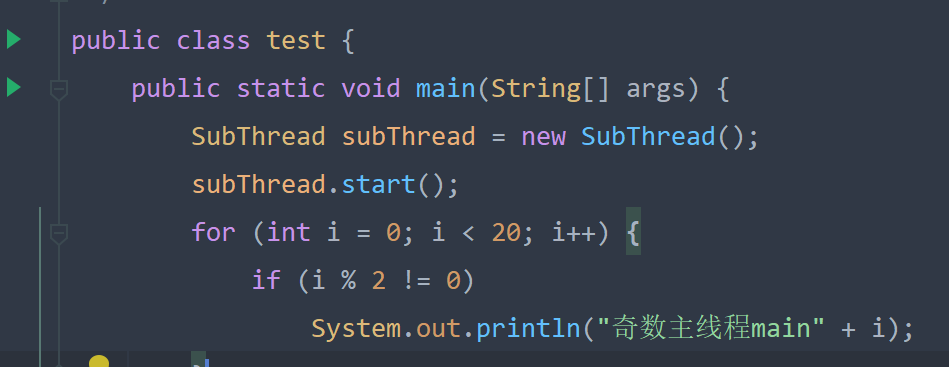 public class test {
public static void main(String[] args) {
SubThread subThread = new SubThread();
subThread.start();
for (int i = 0; i < 20; i++) {
if (i % 2 != 0)
System.out.println("奇数主线程main" + i);
}